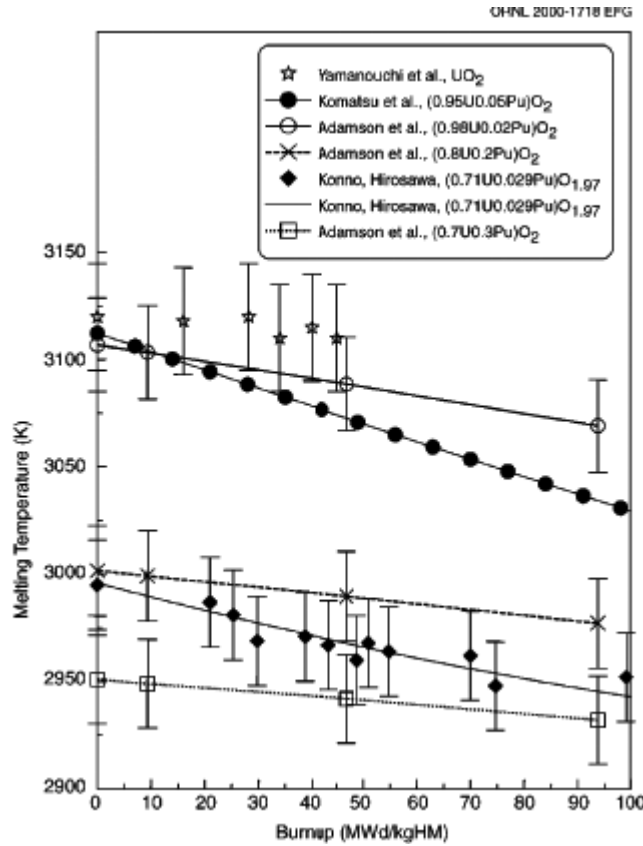 ORNL 2000-1718 EFG
Yamanouchi et al., UO2
Komatsu et al., (0.95U0.05Pu)O2
Adamson et al., (0.98U0.02Pu)O2
Adamson et al., (0.8U0.2Pu)O2
Konno, Hirosawa, (0.71U0.029Pu)O1.97
Konno, Hirosawa, (0.71U0.029Pu)O1.97
Adamson et al., (0.7U0.3Pu)O2
3150
3100
3050
3000
2950
2900
Melting Temperature (K)
0 10 20 30 40 50 60 70 80 90 100
Burnup (MWd/kgHM)